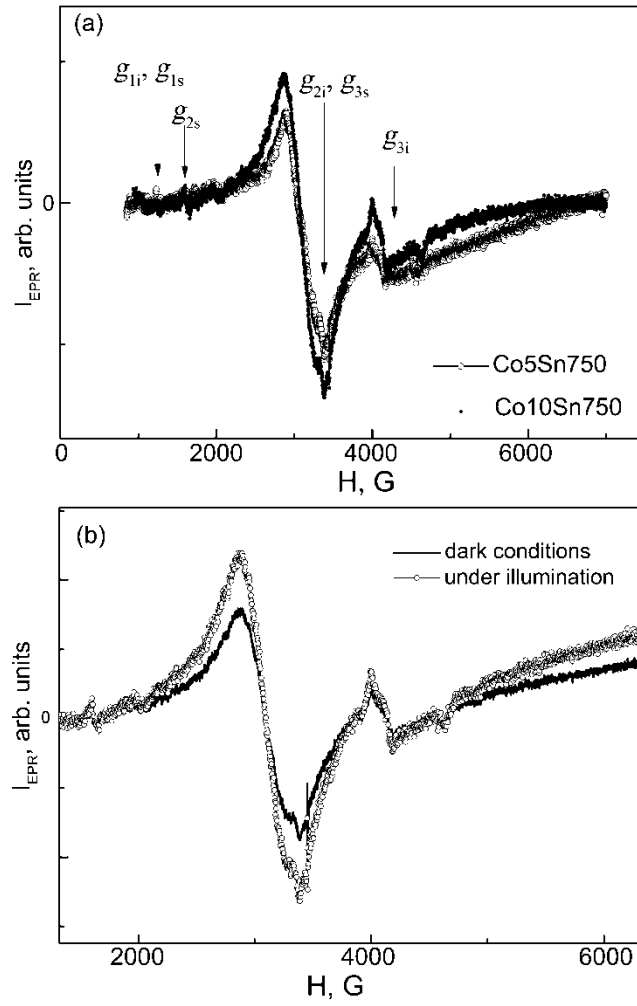 (a)
g1i, g1s
g2s
g2i, g3s
g3i
0
IEPR, arb. units
Co5Sn750
Co10Sn750
0 2000 4000 6000
H, G
(b)
dark conditions
under illumination
0
IEPR, arb. units
2000 4000 6000
H, G